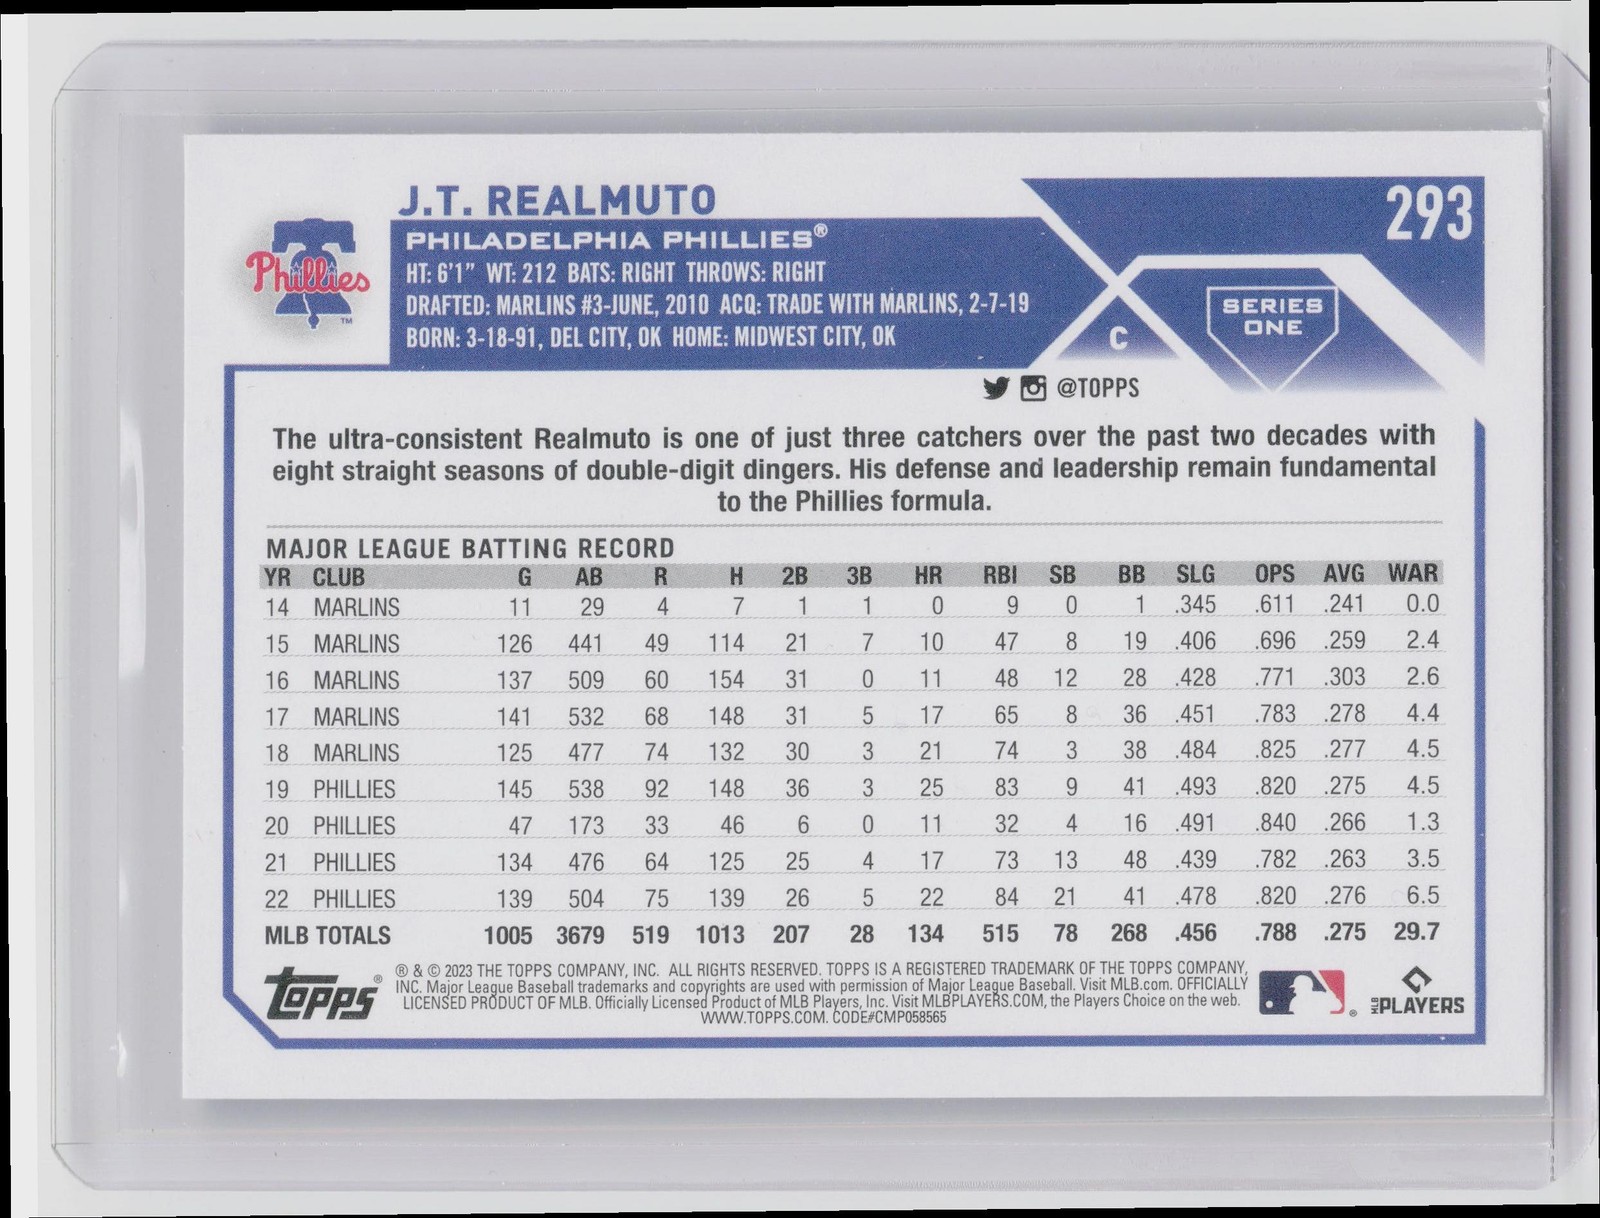 J.T. REALMUTO
293
Phillies
TM
PHILADELPHIA PHILLIES®
HT: 6'1" WT: 212 BATS: RIGHT THROWS: RIGHT
DRAFTED: MARLINS #3-JUNE, 2010 ACQ: TRADE WITH MARLINS, 2-7-19
BORN: 3-18-91, DEL CITY, OK HOME: MIDWEST CITY, OK
C
SERIES
ONE
@TOPPS
The ultra-consistent Realmuto is one of just three catchers over the past two decades with
eight straight seasons of double-digit dingers. His defense and leadership remain fundamental
to the Phillies formula.
MAJOR LEAGUE BATTING RECORD
YR CLUB G AB R H 2B 3B HR RBI SB BB SLG OPS AVG WAR
14 MARLINS 11 29 4 7 1 1 0 9 0 1 .345 .611 .241 0.0
15 MARLINS 126 441 49 114 21 7 10 47 8 19 .406 .696 .259 2.4
16 MARLINS 137 509 60 154 31 0 11 48 12 28 .428 .771 .303 2.6
17 MARLINS 141 532 68 148 31 5 17 65 8 36 .451 .783 .278 4.4
18 MARLINS 125 477 74 132 30 3 21 74 3 38 .484 .825 .277 4.5
19 PHILLIES 145 538 92 148 36 3 25 83 9 41 .493 .820 .275 4.5
20 PHILLIES 47 173 33 46 6 0 11 32 4 16 .491 .840 .266 1.3
21 PHILLIES 134 476 64 125 25 4 17 73 13 48 .439 .782 .263 3.5
22 PHILLIES 139 504 75 139 26 5 22 84 21 41 .478 .820 .276 6.5
MLB TOTALS 1005 3679 519 1013 207 28 134 515 78 268 .456 .788 .275 29.7
TOPPS®
® & © 2023 THE TOPPS COMPANY, INC. ALL RIGHTS RESERVED. TOPPS IS A REGISTERED TRADEMARK OF THE TOPPS COMPANY,
INC. Major League Baseball trademarks and copyrights are used with permission of Major League Baseball. Visit MLB.com. OFFICIALLY
LICENSED PRODUCT OF MLB. Officially Licensed Product of MLB Players, Inc. Visit MLBPLAYERS.COM, the Players Choice on the web.
WWW.TOPPS.COM. CODE#CMP058565
®
MLB PLAYERS